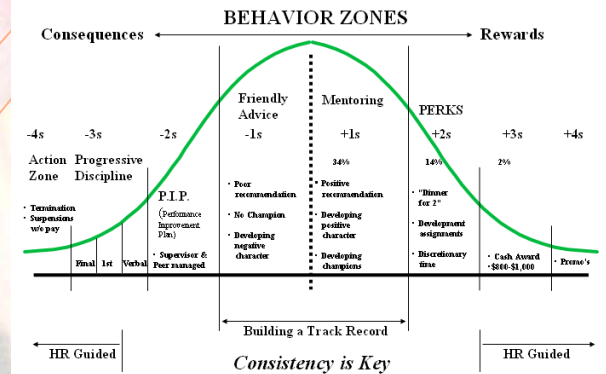 BEHAVIOR ZONES
Consequences
Rewards
Friendly
Advice
Mentoring
PERKS
-4s
-3s
-2s
-1s
+1s
+2s
+3s
+4s
34%
14%
2%
Action
Zone
Progressive
Discipline
• Termination
• Suspensions
w/o pay
Final
1st
Verbal
P.I.P.
(Performance
Improvement
Plan)
• Supervisor &
Peer managed
• Poor
recommendation
• No Champion
• Developing
negative
character
• Positive
recommendation
• Developing
positive
character
• Developing
champions
• "Dinner
for 2"
• Development
assignments
• Discretionary
time
• Cash Award
•$800-$1,000
• Promo's
Building a Track Record
HR Guided
HR Guided
Consistency is Key